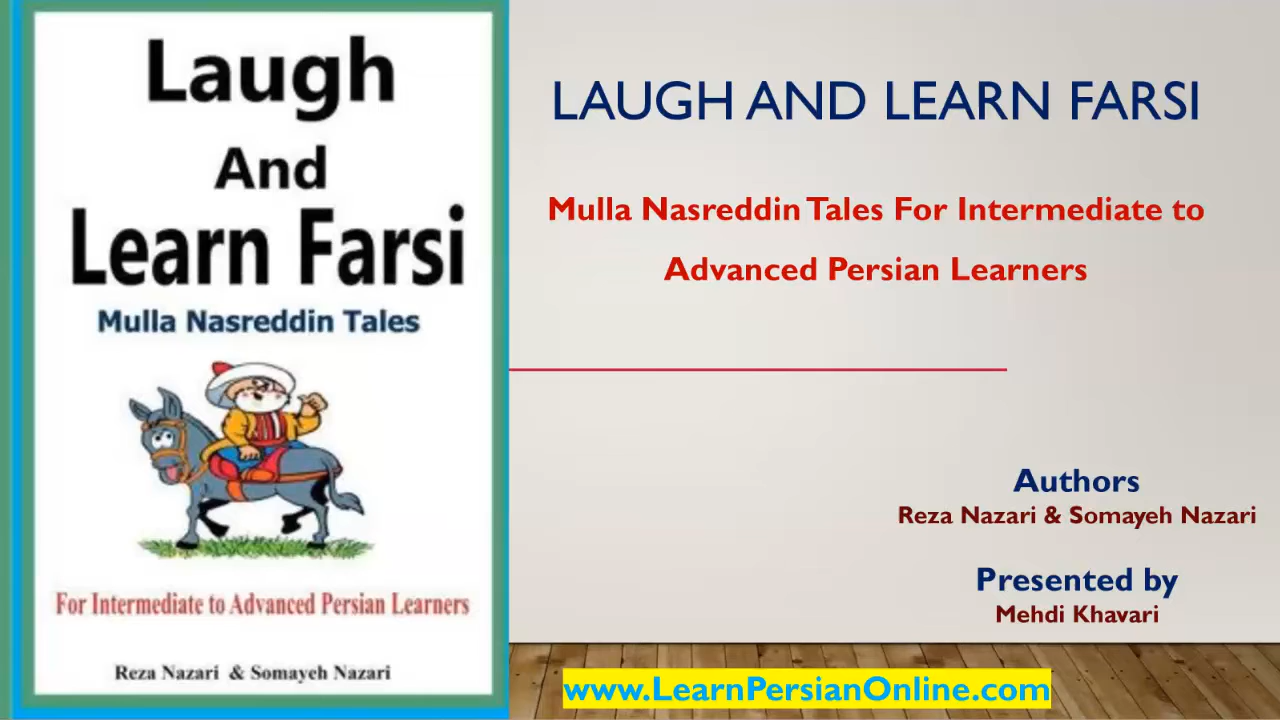 Laugh
And
Learn Farsi
Mulla Nasreddin Tales
For Intermediate to Advanced Persian Learners
Reza Nazari & Somayeh Nazari
LAUGH AND LEARN FARSI
Mulla Nasreddin Tales For Intermediate to
Advanced Persian Learners
Authors
Reza Nazari & Somayeh Nazari
Presented by
Mehdi Khavari
www.LearnPersianOnline.com